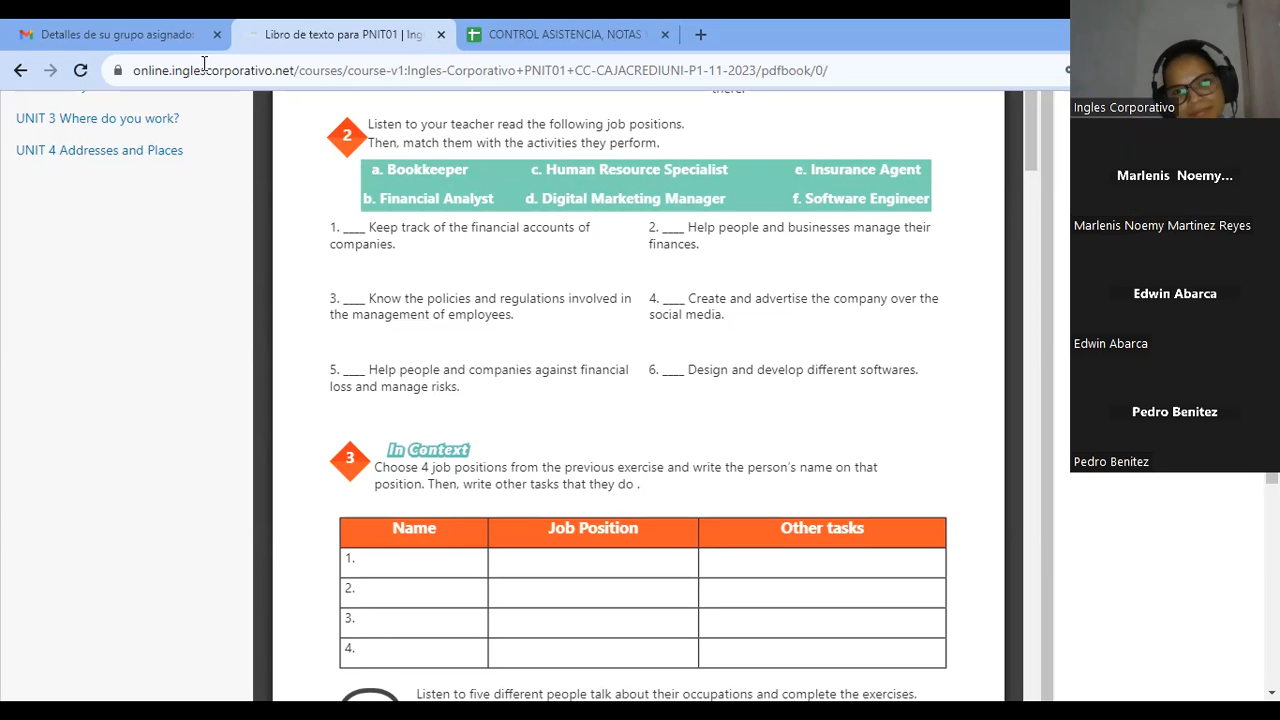 Detalles de su grupo asignado:
Libro de texto para PNIT01 | Ing
CONTROL ASISTENCIA, NOTAS
online.inglescorporativo.net/courses/course-v1:Ingles-Corporativo+PNIT01+CC-CAJACREDIUNI-P1-11-2023/pdfbook/0/
UNIT 3 Where do you work?
UNIT 4 Addresses and Places
there?
2 Listen to your teacher read the following job positions.
Then, match them with the activities they perform.
a. Bookkeeper c. Human Resource Specialist e. Insurance Agent
b. Financial Analyst d. Digital Marketing Manager f. Software Engineer
1. ____ Keep track of the financial accounts of
companies.
2. ____ Help people and businesses manage their
finances.
3. ____ Know the policies and regulations involved in
the management of employees.
4. ____ Create and advertise the company over the
social media.
5. ____ Help people and companies against financial
loss and manage risks.
6. ____ Design and develop different softwares.
3 In Context
Choose 4 job positions from the previous exercise and write the person's name on that
position. Then, write other tasks that they do .
Name Job Position Other tasks
1.
2.
3.
4.
Listen to five different people talk about their occupations and complete the exercises.
Ingles Corporativo
Marlenis Noemy...
Marlenis Noemy Martinez Reyes
Edwin Abarca
Edwin Abarca
Pedro Benitez
Pedro Benitez